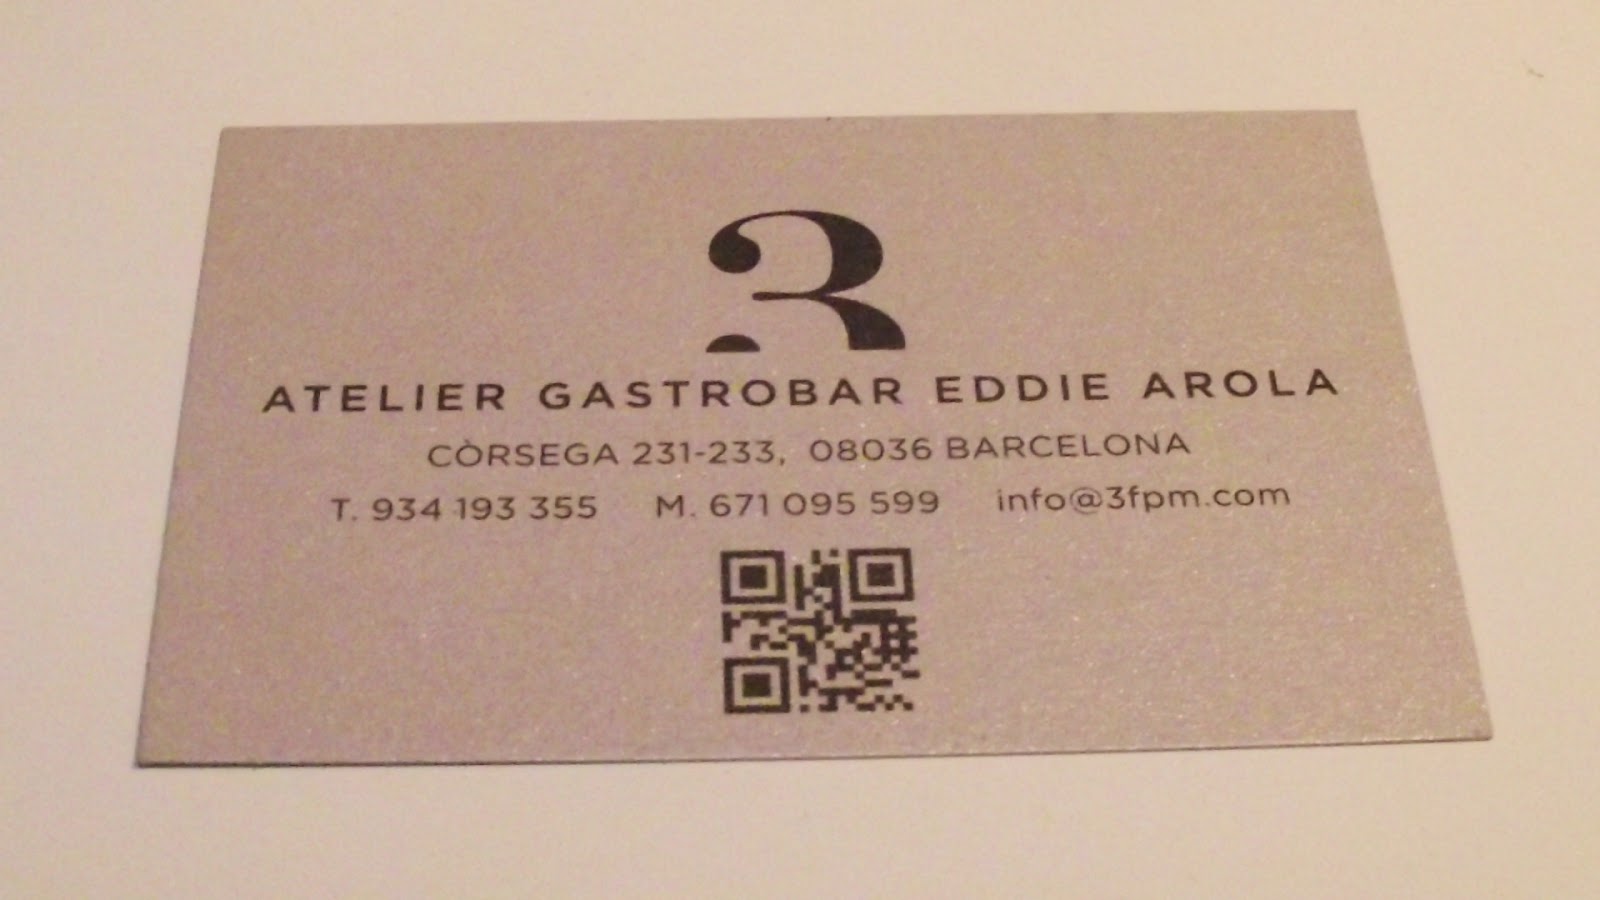 3
ATELIER GASTROBAR EDDIE AROLA
CÒRSEGA 231-233, 08036 BARCELONA
T. 934 193 355 M. 671 095 599 info@3fpm.com